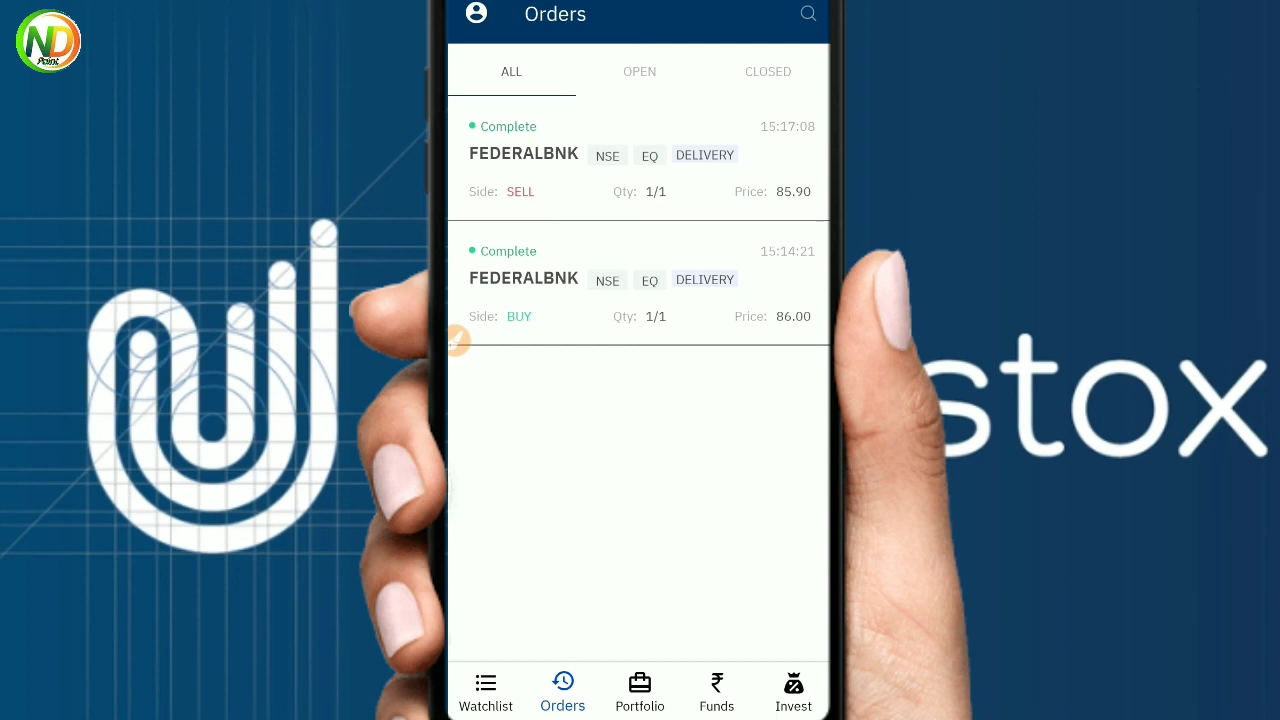 ND
Point
Orders
ALL OPEN CLOSED
Complete 15:17:08
FEDERALBNK NSE EQ DELIVERY
Side: SELL Qty: 1/1 Price: 85.90
Complete 15:14:21
FEDERALBNK NSE EQ DELIVERY
Side: BUY Qty: 1/1 Price: 86.00
stox
Watchlist Orders Portfolio Funds Invest